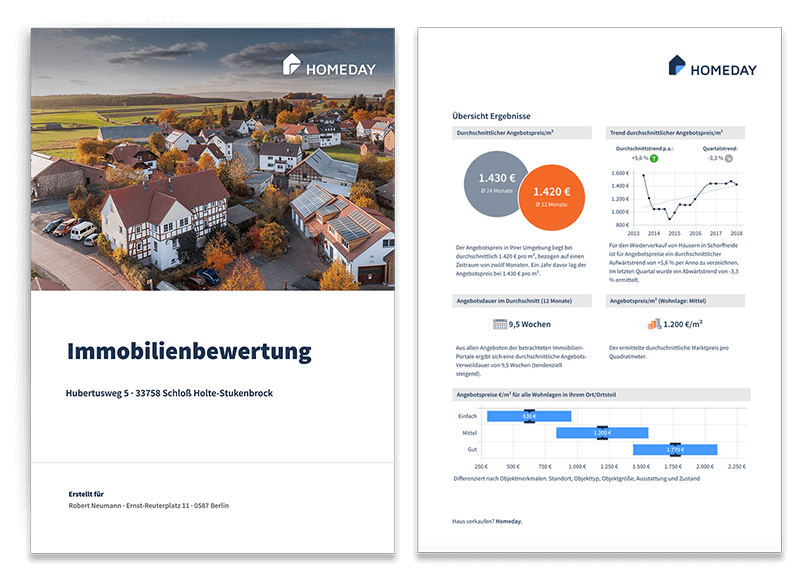 HOMEDAY
Immobilienbewertung
Hubertusweg 5 · 33758 Schloß Holte-Stukenbrock
Erstellt für
Robert Neumann · Ernst-Reuterplatz 11 · 0587 Berlin
HOMEDAY
Übersicht Ergebnisse
Durchschnittlicher Angebotspreis/m²
1.430 €
Ø 24 Monate
1.420 €
Ø 12 Monate
Der Angebotspreis in Ihrer Umgebung liegt bei
durchschnittlich 1.420 € pro m², bezogen auf einen
Zeitraum von zwölf Monaten. Ein Jahr davor lag der
Angebotspreis bei 1.430 € pro m².
Trend durchschnittlicher Angebotspreis/m²
Durchschnittstrend p.a.: Quartalstrend:
+5,6 % -3,3 %
1.600 €
1.400 €
1.200 €
1.000 €
800 €
2013 2014 2015 2016 2017 2018
Für den Wiederverkauf von Häusern in Schorfheide
ist für Angebotspreise ein durchschnittlicher
Aufwärtstrend von +5,6 % per Anno zu verzeichnen.
Im letzten Quartal wurde ein Abwärtstrend von -3,3
% ermittelt.
Angebotsdauer im Durchschnitt (12 Monate)
9,5 Wochen
Aus allen Angeboten der betrachteten Immobilien-
Portale ergibt sich eine durchschnittliche Angebots-
Verweildauer von 9,5 Wochen (tendenziell
steigend).
Angebotspreis/m² (Wohnlage: Mittel)
1.200 €/m²
Der ermittelte durchschnittliche Marktpreis pro
Quadratmeter.
Angebotspreise €/m² für alle Wohnlagen in Ihrem Ort/Ortsteil
Einfach 630 €
Mittel 1.200 €
Gut 1.770 €
250 € 500 € 750 € 1.000 € 1.250 € 1.500 € 1.750 € 2.000 € 2.250 €
Differenziert nach Objektmerkmalen: Standort, Objekttyp, Objektgröße, Ausstattung und Zustand
Haus verkaufen? Homeday.